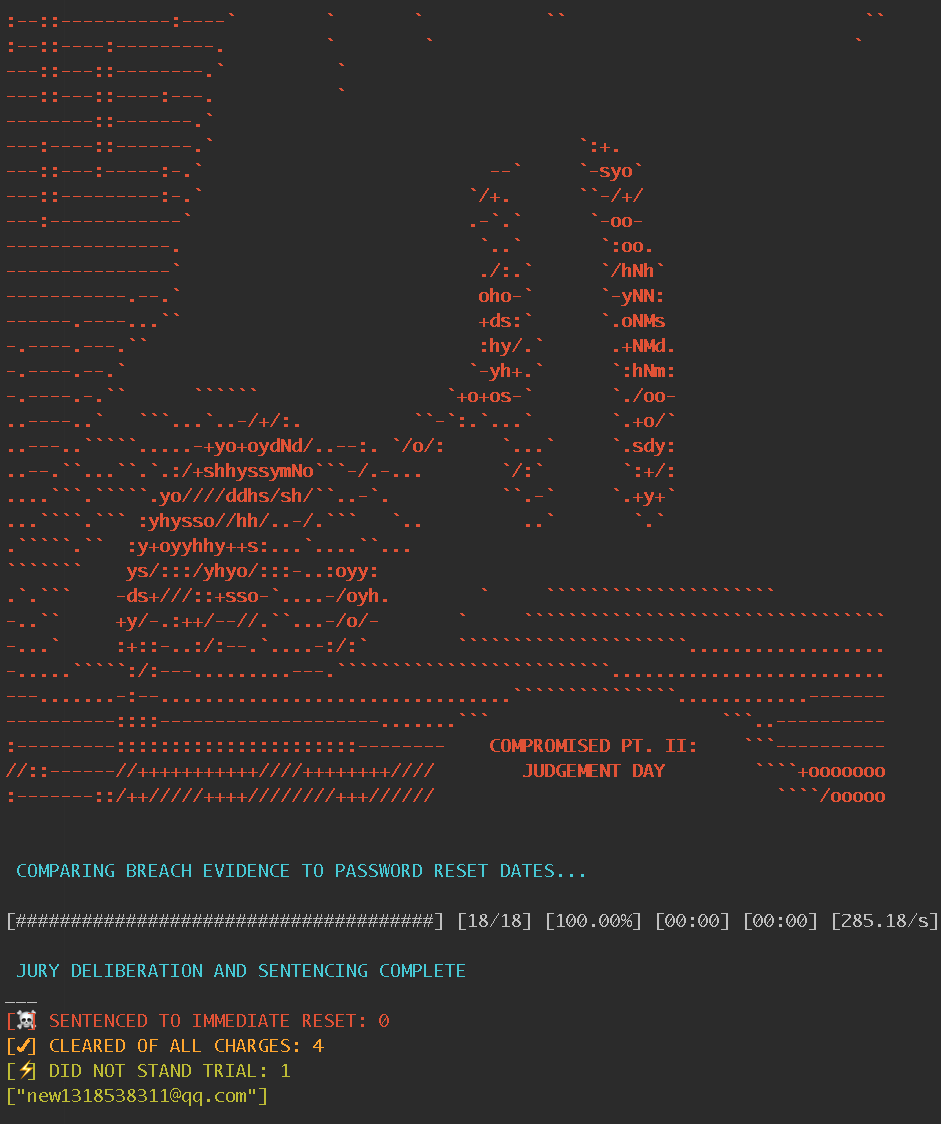 COMPROMISED PT. II:
JUDGEMENT DAY
COMPARING BREACH EVIDENCE TO PASSWORD RESET DATES...
[######################################] [18/18] [100.00%] [00:00] [00:00] [285.18/s]
JURY DELIBERATION AND SENTENCING COMPLETE
___
[☠] SENTENCED TO IMMEDIATE RESET: 0
[✔] CLEARED OF ALL CHARGES: 4
[⚡] DID NOT STAND TRIAL: 1
["new1318538311@qq.com"]